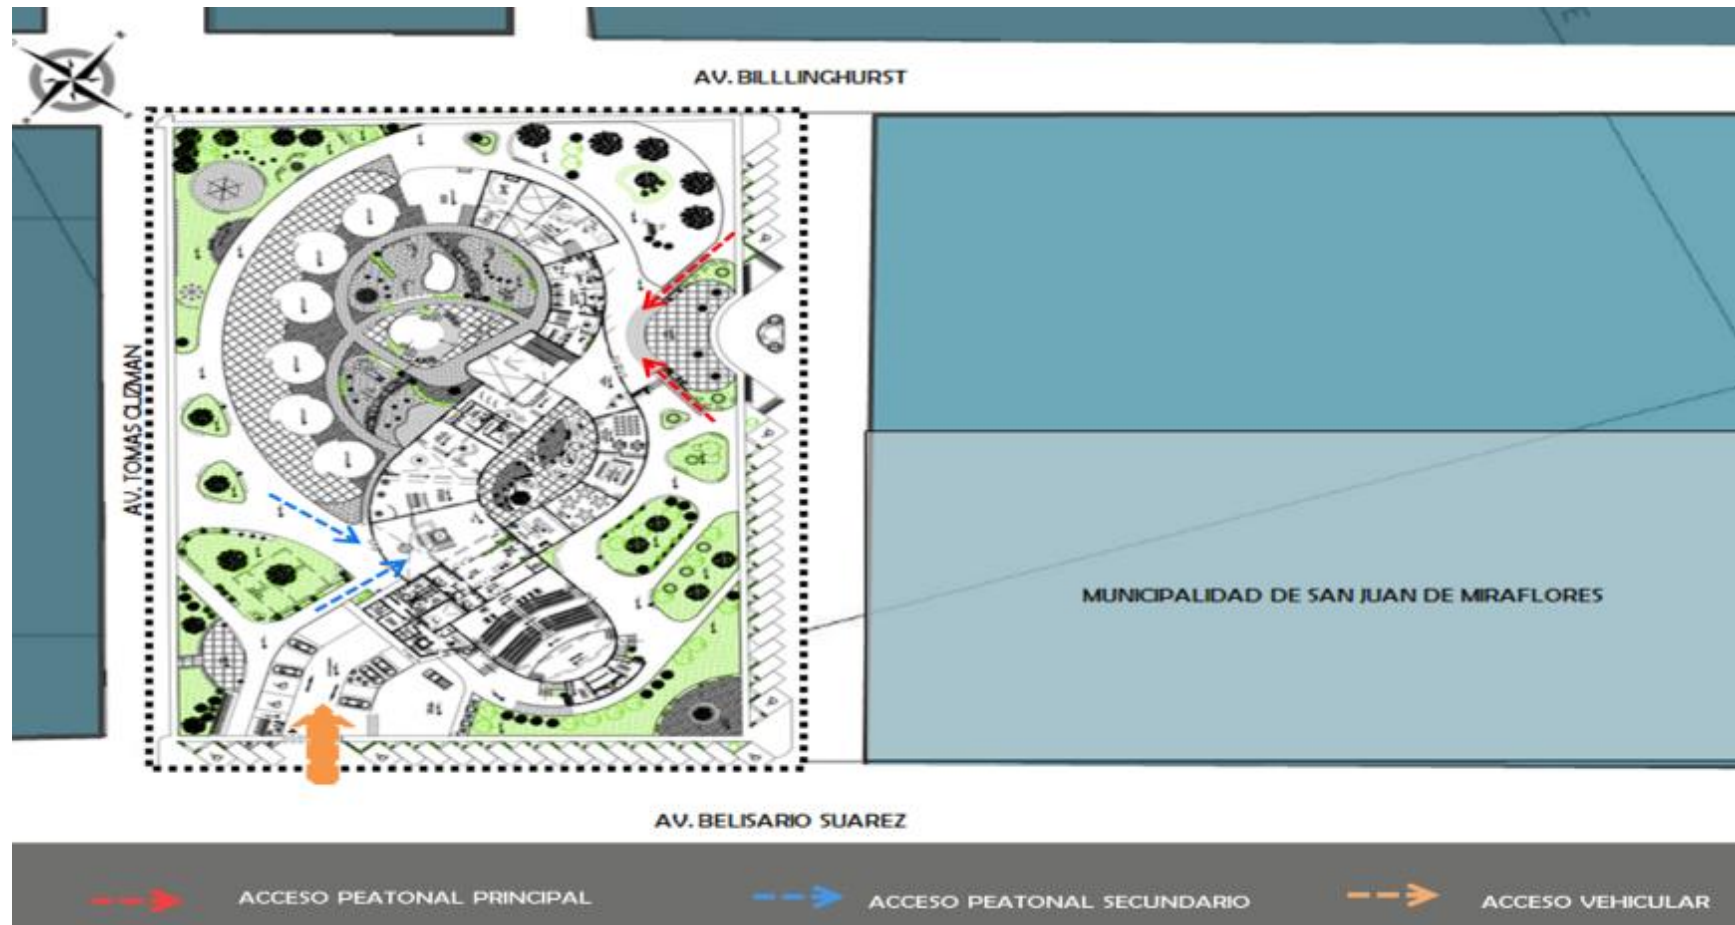 AV. BILLLINGHURST
AV. TOMAS GUZMAN
MUNICIPALIDAD DE SAN JUAN DE MIRAFLORES
AV. BELISARIO SUAREZ
ACCESO PEATONAL PRINCIPAL
ACCESO PEATONAL SECUNDARIO
ACCESO VEHICULAR